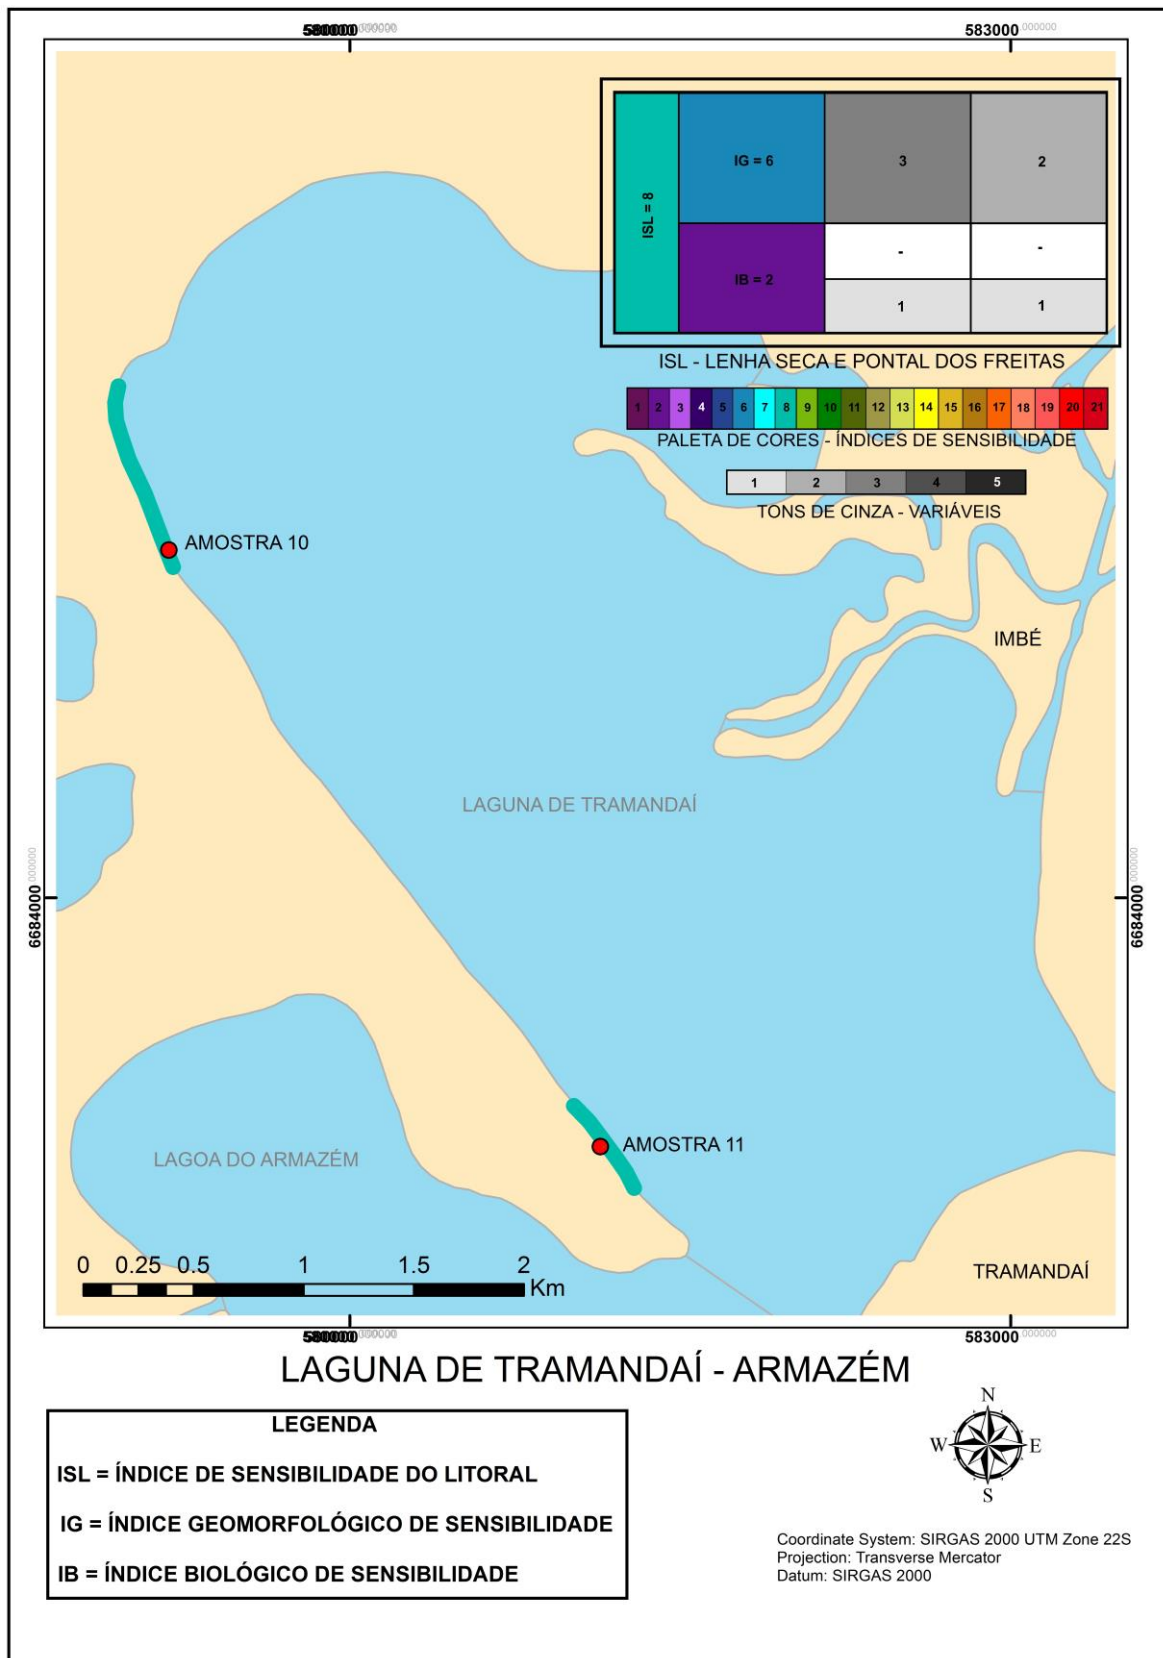 580000 583000.000000
ISL = 8
IG = 6
3
2
IB = 2
-
-
1
1
ISL - LENHA SECA E PONTAL DOS FREITAS
1 2 3 4 5 6 7 8 9 10 11 12 13 14 15 16 17 18 19 20 21
PALETA DE CORES - ÍNDICES DE SENSIBILIDADE
1 2 3 4 5
TONS DE CINZA - VARIÁVEIS
AMOSTRA 10
IMBÉ
LAGUNA DE TRAMANDAÍ
6684000.000000
6684000.000000
AMOSTRA 11
LAGOA DO ARMAZÉM
0 0.25 0.5 1 1.5 2
Km
TRAMANDAÍ
580000 583000.000000
LAGUNA DE TRAMANDAÍ - ARMAZÉM
LEGENDA
ISL = ÍNDICE DE SENSIBILIDADE DO LITORAL
IG = ÍNDICE GEOMORFOLÓGICO DE SENSIBILIDADE
IB = ÍNDICE BIOLÓGICO DE SENSIBILIDADE
N
W E
S
Coordinate System: SIRGAS 2000 UTM Zone 22S
Projection: Transverse Mercator
Datum: SIRGAS 2000